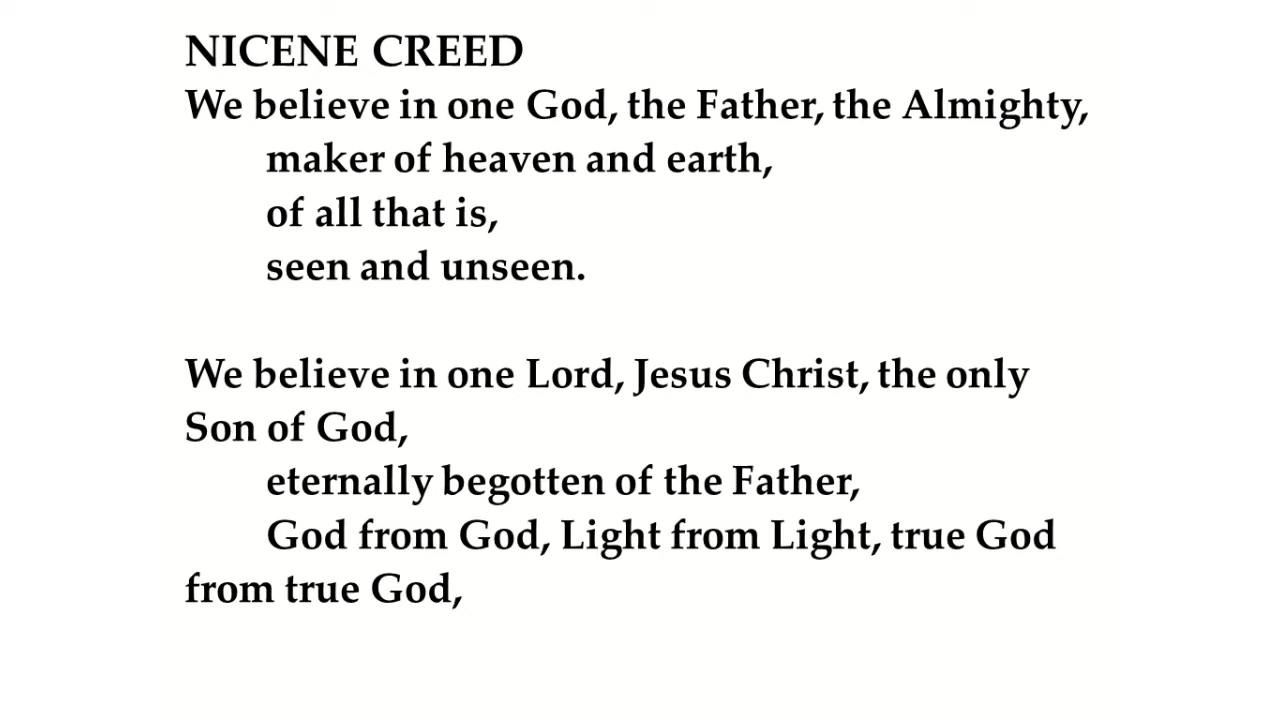 NICENE CREED
We believe in one God, the Father, the Almighty,
maker of heaven and earth,
of all that is,
seen and unseen.
We believe in one Lord, Jesus Christ, the only
Son of God,
eternally begotten of the Father,
God from God, Light from Light, true God
from true God,